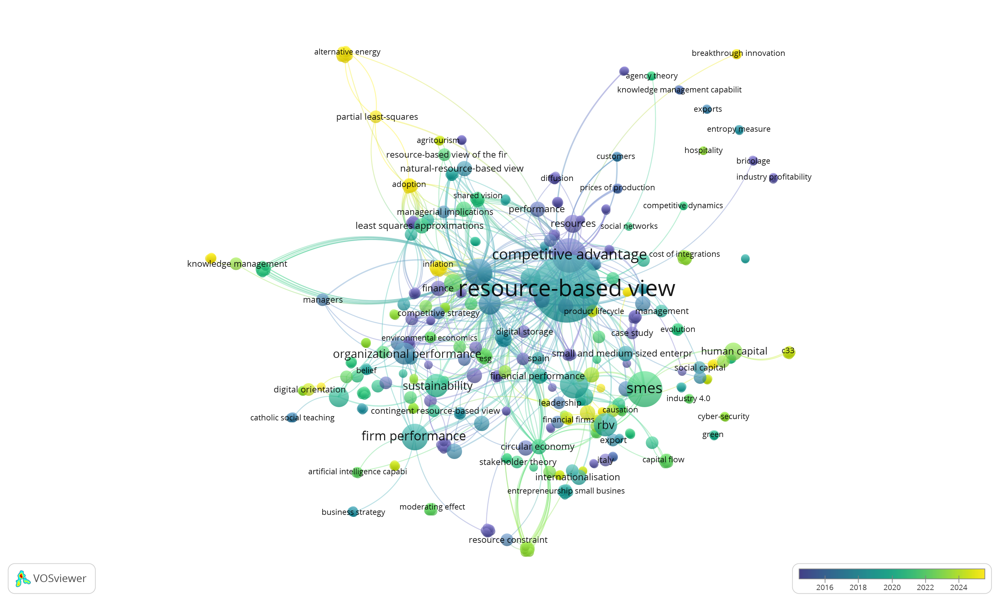 alternative energy
breakthrough innovation
agency theory
knowledge management capabilit
exports
partial least-squares
entropy measure
agritourism
hospitality
resource-based view of the fir
customers
bricolage
natural-resource-based view
diffusion
industry profitability
adoption
prices of production
shared vision
competitive dynamics
managerial implications
performance
least squares approximations
resources
social networks
competitive advantage
cost of integrations
knowledge management
inflation
finance
resource-based view
managers
competitive strategy
product lifecycle
management
environmental economics
digital storage
case study
evolution
organizational performance
esg
spain
small and medium-sized enterpr
human capital
c33
belief
social capital
financial performance
sustainability
digital orientation
smes
industry 4.0
leadership
catholic social teaching
contingent resource-based view
causation
cyber-security
financial firms
rbv
firm performance
export
green
circular economy
stakeholder theory
italy
capital flow
artificial intelligence capabi
internationalisation
entrepreneurship small busines
business strategy
moderating effect
resource constraint
VOSviewer
2016 2018 2020 2022 2024